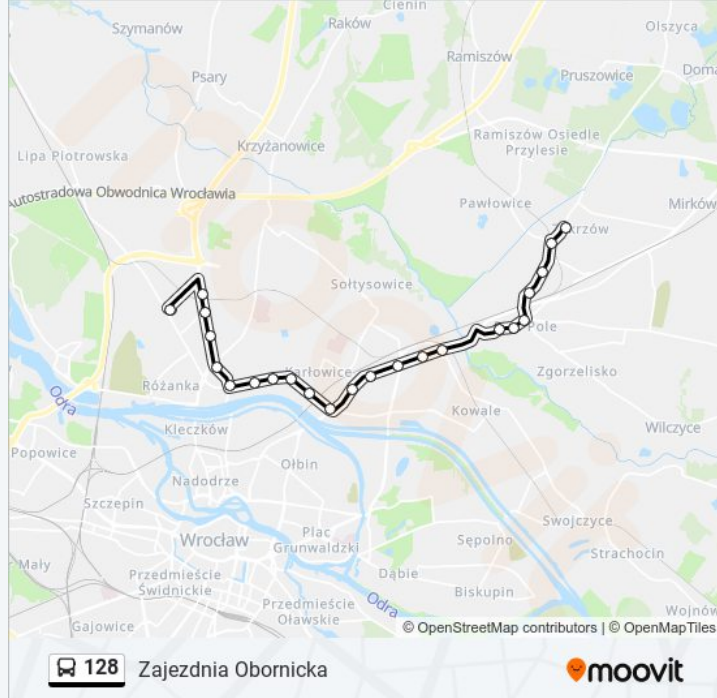 Cienin
Szymanów
Raków
Olszyca
Ramiszów
Psary
Pruszowice
Doma
Krzyżanowice
Ramiszów Osiedle
Przylesie
Lipa Piotrowska
Autostradowa Obwodnica Wrocławia
Pawłowice
Mirków
krzów
Sołtysowice
Pole
Karłowice
Zgorzelisko
Różanka
Odra
Kowale
Kleczków
Wilczyce
Popowice
Ołbin
Nadodrze
Szczepin
Swojczyce
Wrocław
Plac
Grunwaldzki
Sępolno
Strachocin
Mały
Przedmieście
Świdnickie
Dąbie
Biskupin
Przedmieście
Oławskie
Odra
Wojnów
Gajowice
© OpenStreetMap contributors | © OpenMapTiles
128 Zajezdnia Obornicka
moovit